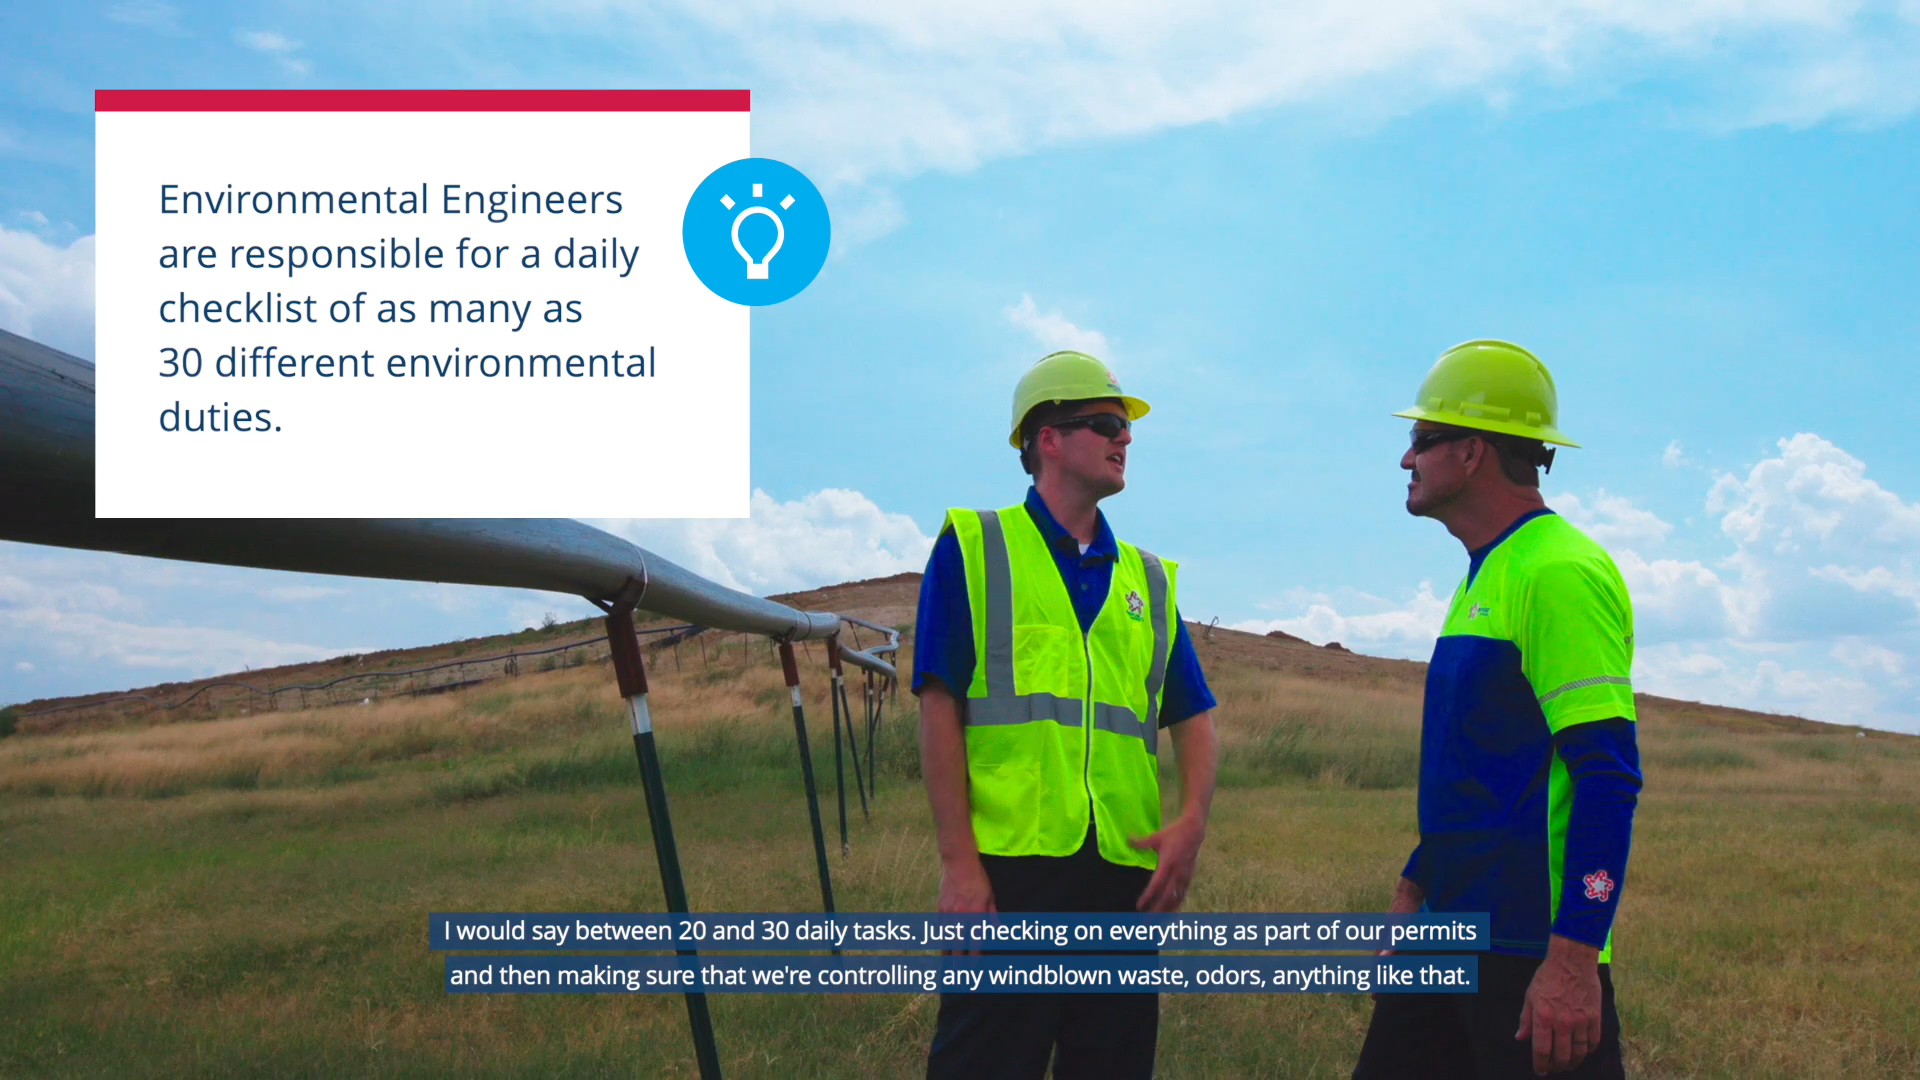 Environmental Engineers
are responsible for a daily
checklist of as many as
30 different environmental
duties.
I would say between 20 and 30 daily tasks. Just checking on everything as part of our permits
and then making sure that we're controlling any windblown waste, odors, anything like that.